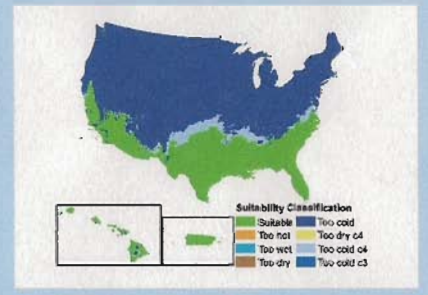 Suitability Classification
Suitable Too cold
Too hot Too dry c4
Too wet Too cold c4
Too dry Too cold c3